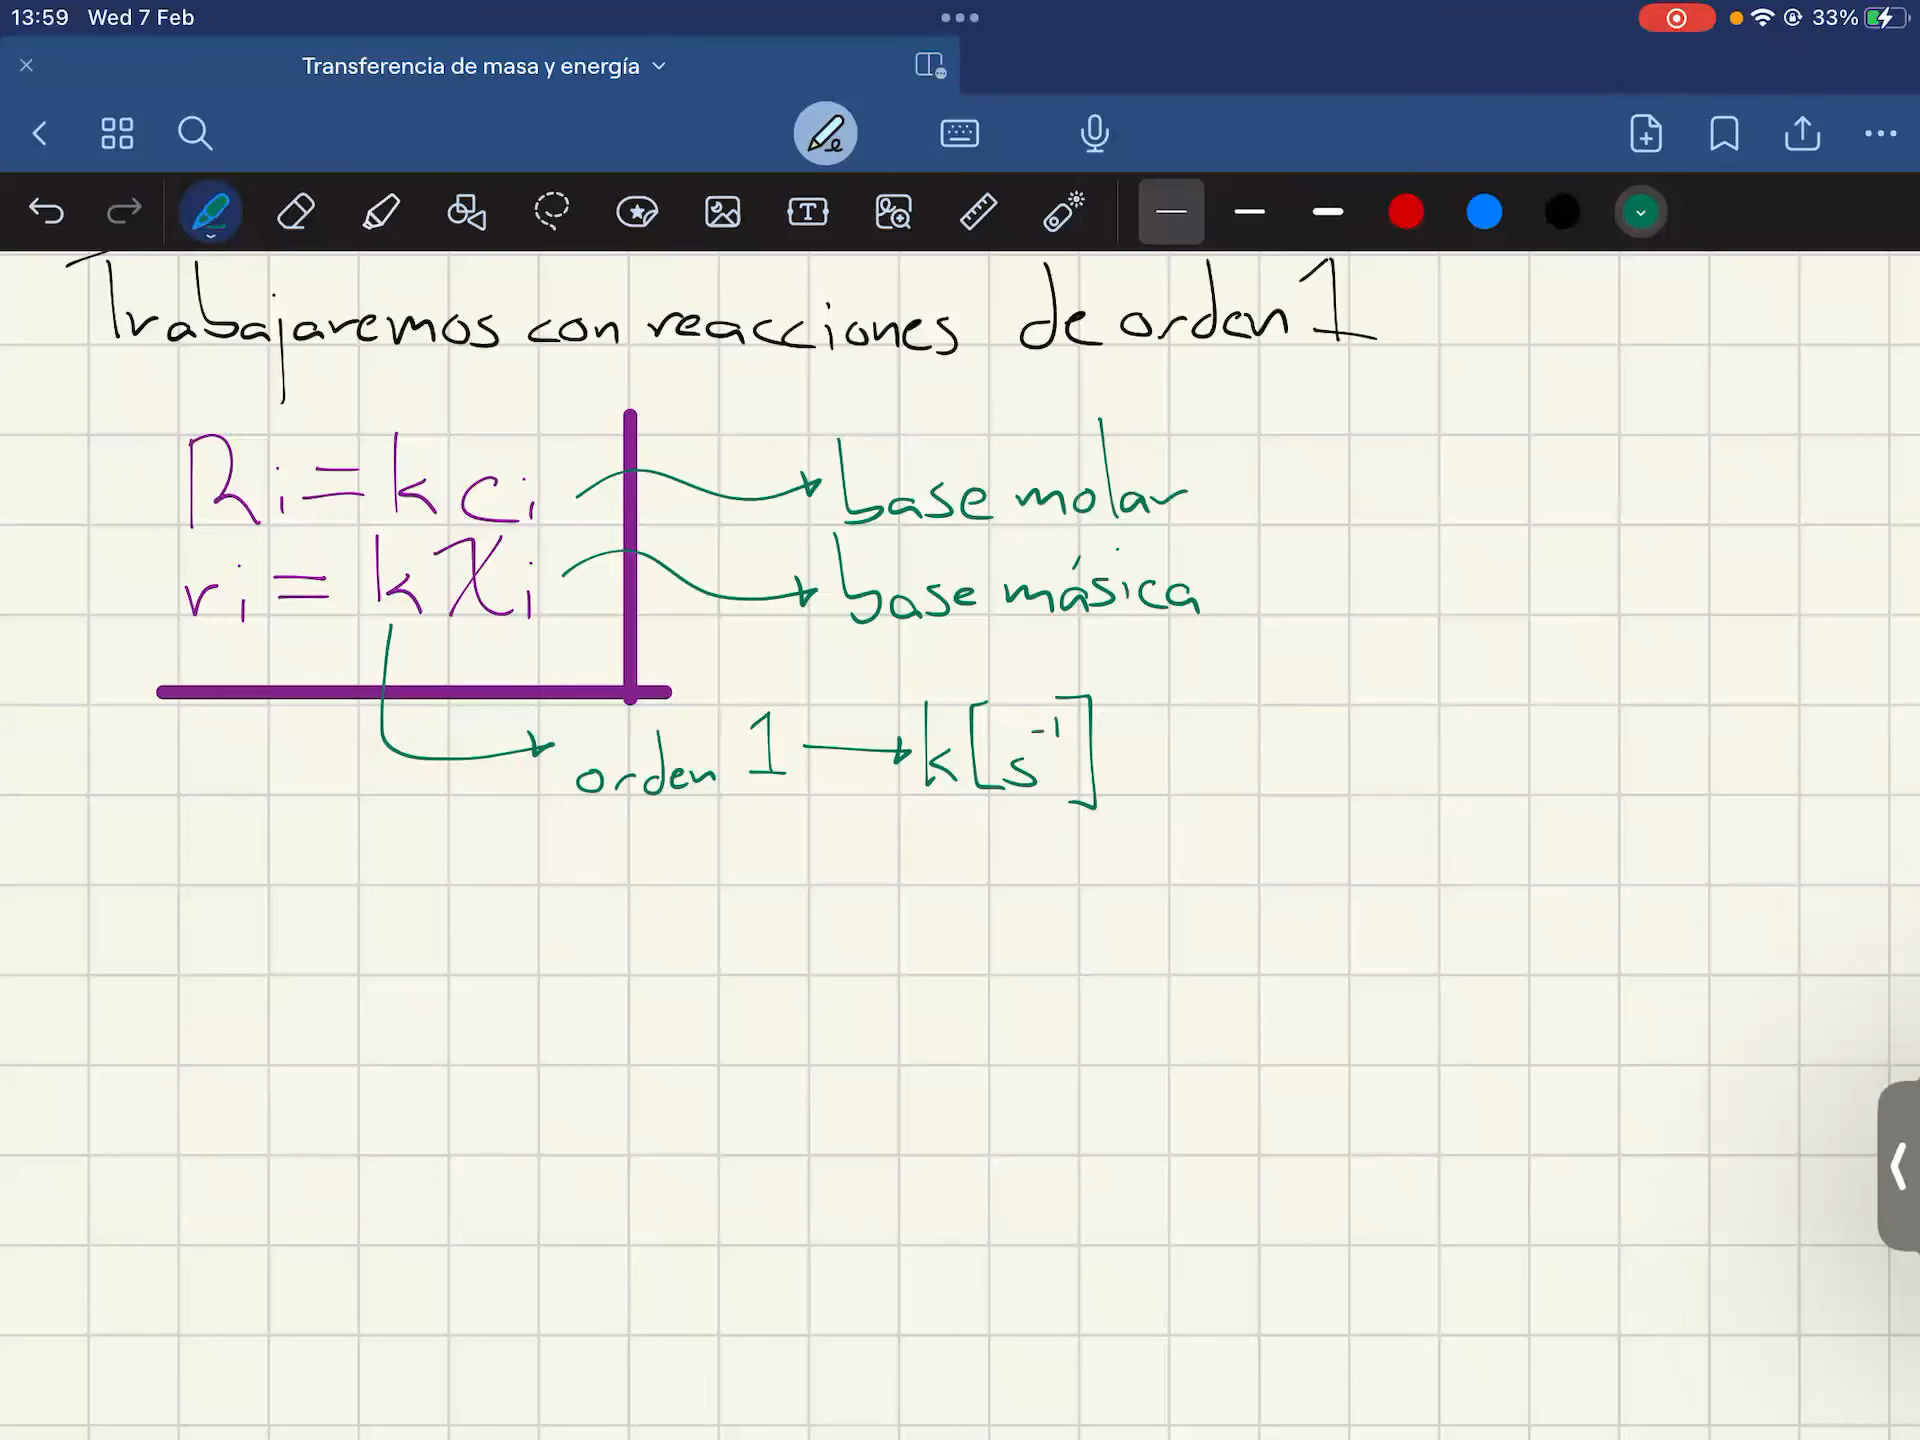 13:59 Wed 7 Feb
33%
Transferencia de masa y energía
Trabajaremos con reacciones de orden 1
Ri = k ci → base molar
ri = k χi → base másica
orden 1 → k [s⁻¹]